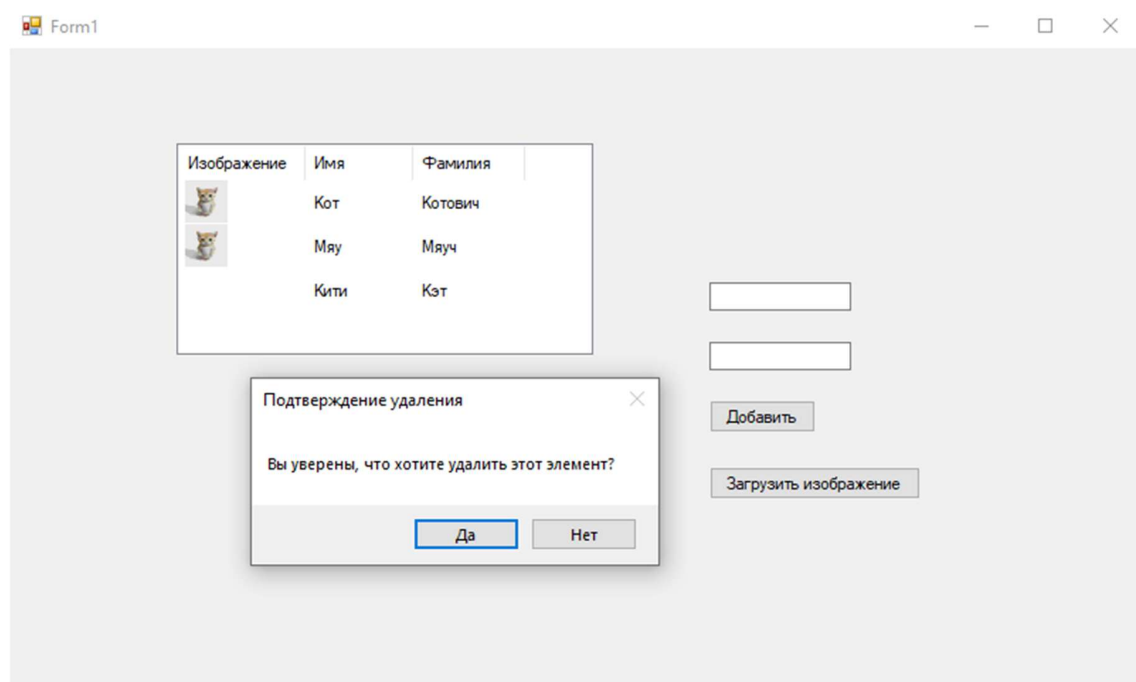 Form1
Изображение Имя Фамилия
Кот Котович
Мяу Мяуч
Кити Кэт
Подтверждение удаления
Вы уверены, что хотите удалить этот элемент?
Да Нет
Добавить
Загрузить изображение